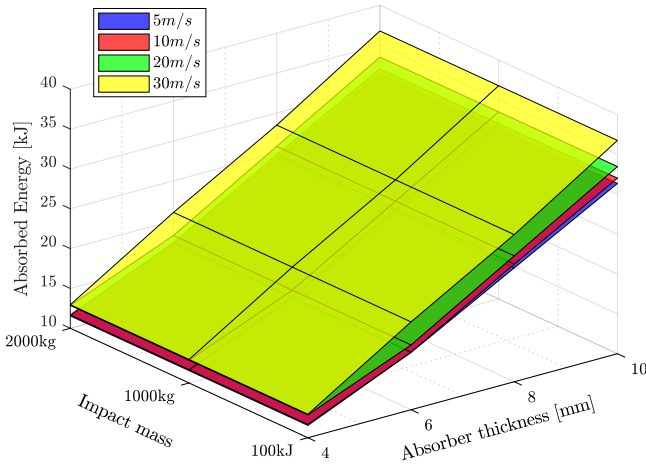 5m/s
10m/s
20m/s
30m/s
40
35
30
25
20
15
10
Absorbed Energy [kJ]
2000kg
1000kg
100kJ
Impact mass
4
6
8
10
Absorber thickness [mm]